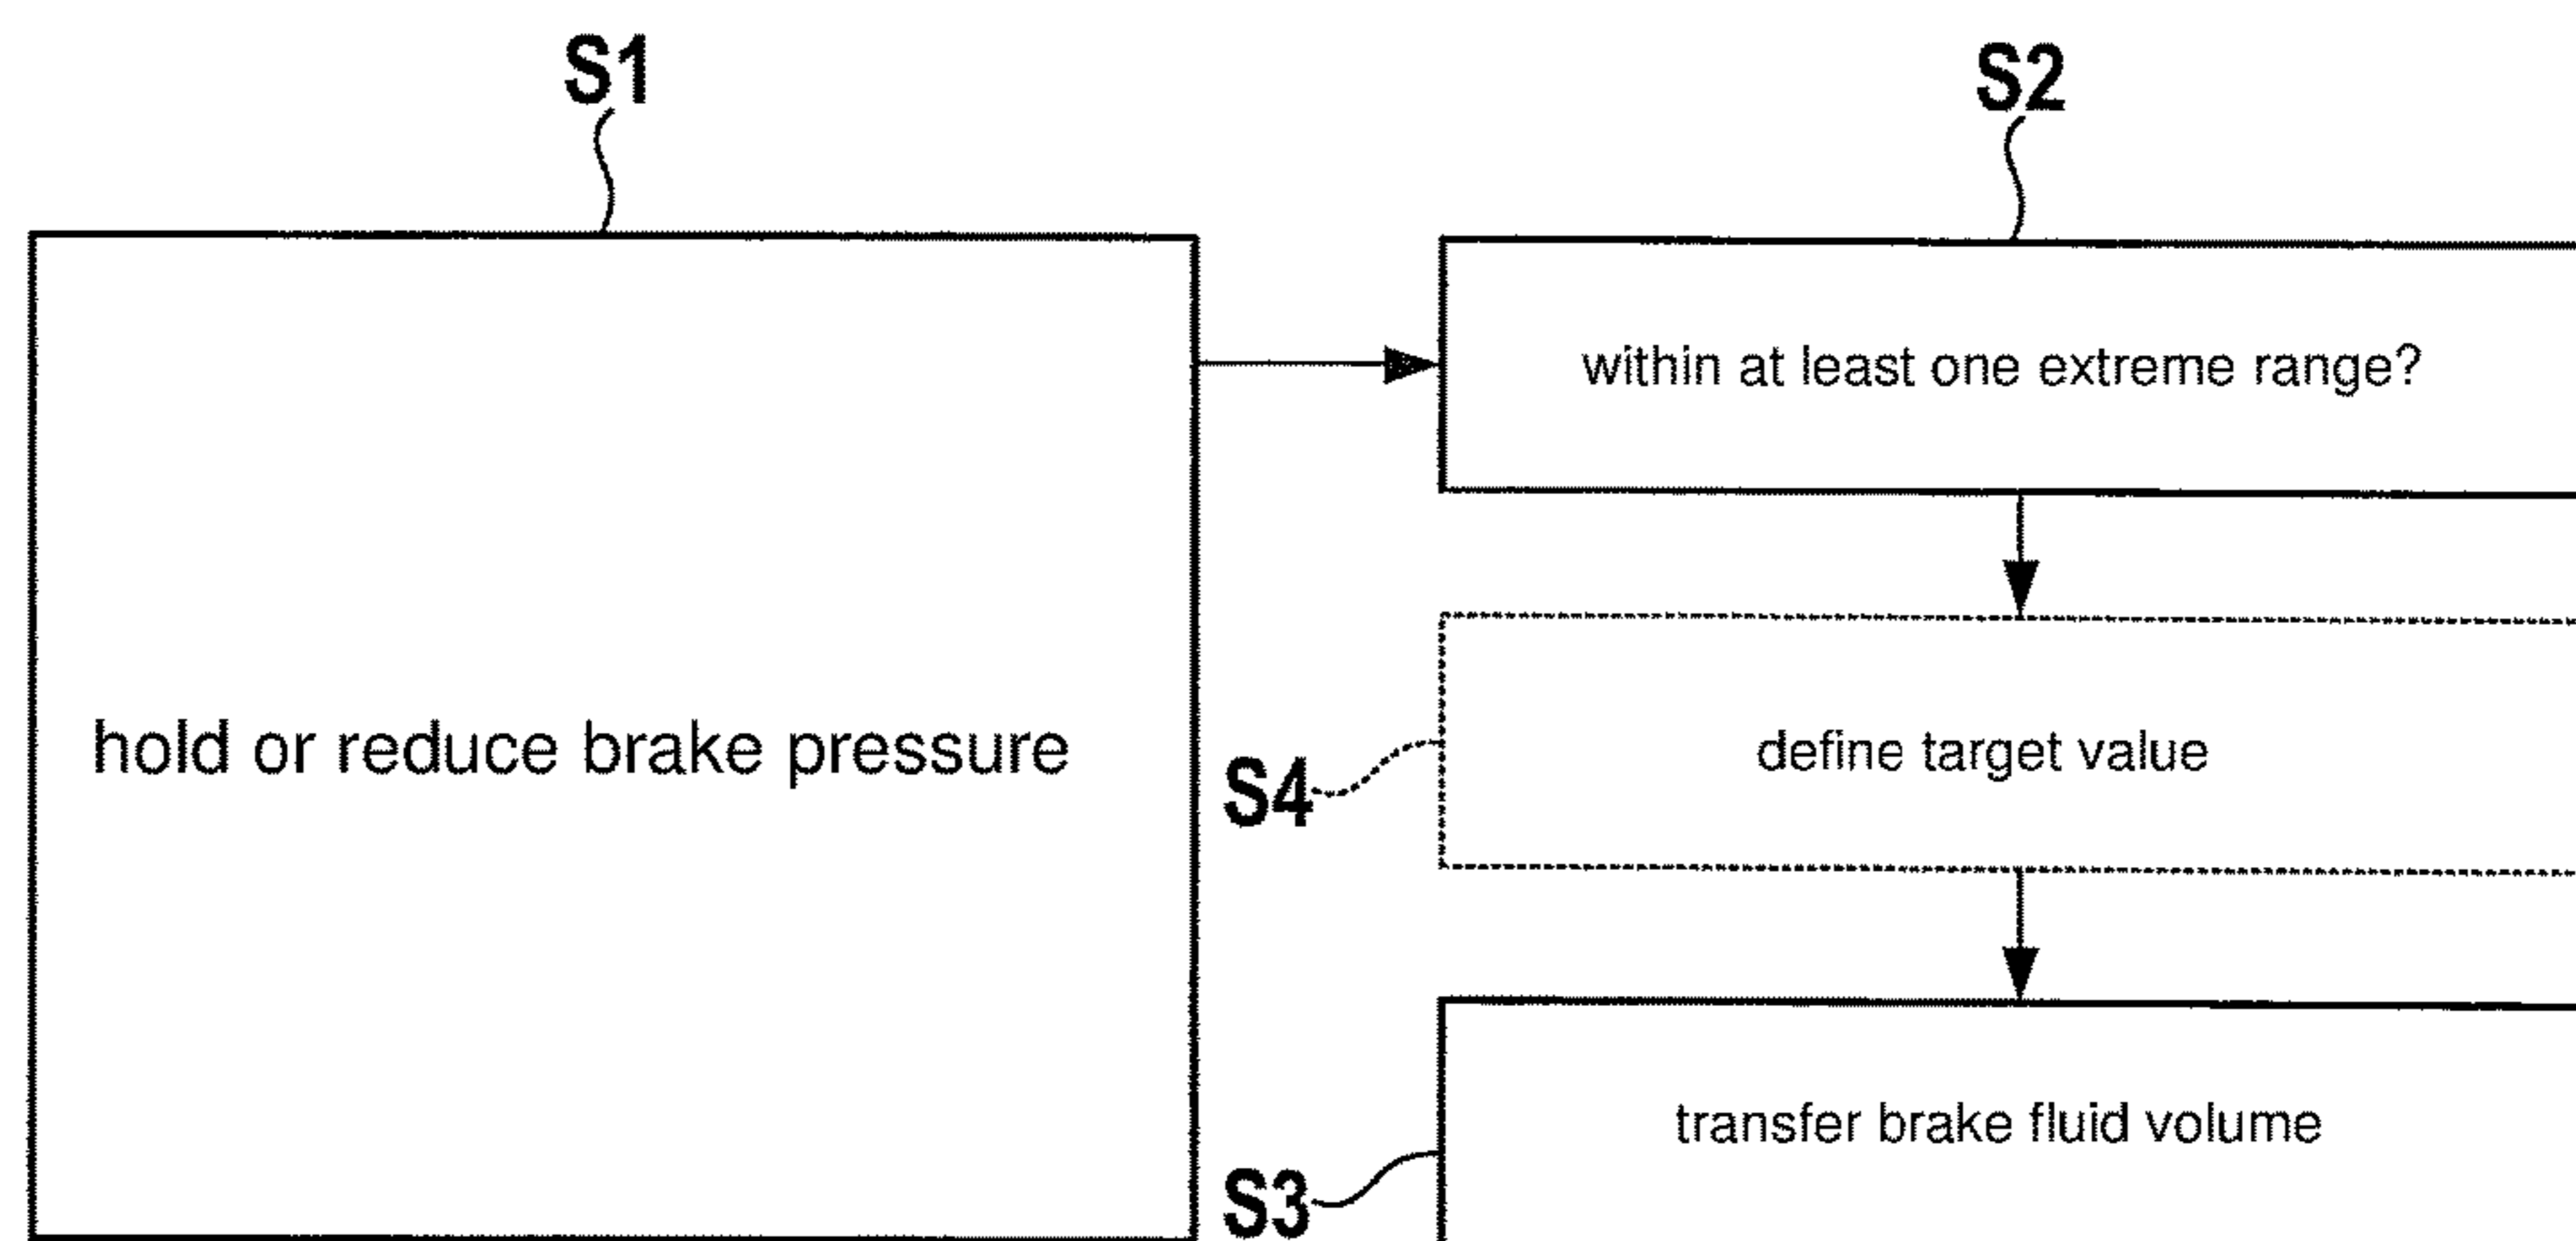 S1
S2
within at least one extreme range?
hold or reduce brake pressure
S4
define target value
transfer brake fluid volume
S3